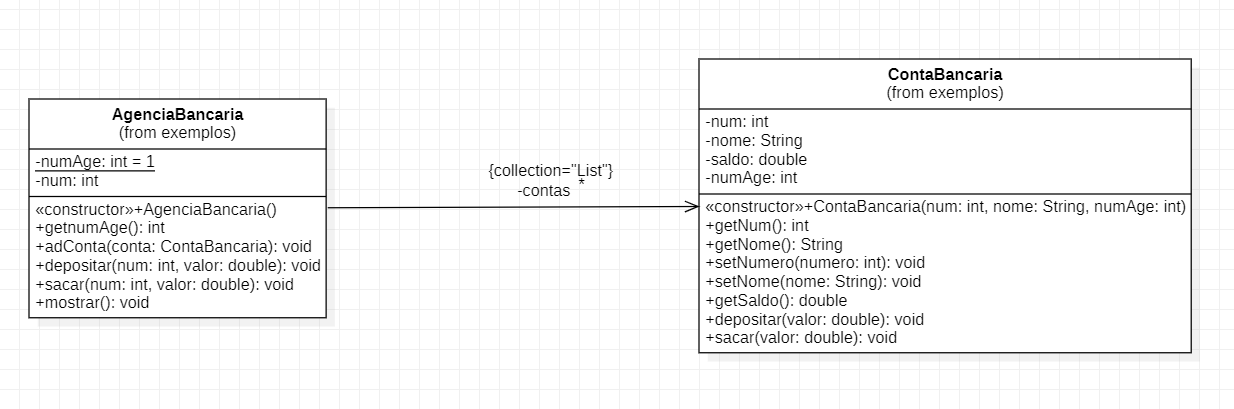 AgenciaBancaria
(from exemplos)
-numAge: int = 1
-num: int
«constructor»+AgenciaBancaria()
+getnumAge(): int
+adConta(conta: ContaBancaria): void
+depositar(num: int, valor: double): void
+sacar(num: int, valor: double): void
+mostrar(): void
{collection="List"}
-contas
*
ContaBancaria
(from exemplos)
-num: int
-nome: String
-saldo: double
-numAge: int
«constructor»+ContaBancaria(num: int, nome: String, numAge: int)
+getNum(): int
+getNome(): String
+setNumero(numero: int): void
+setNome(nome: String): void
+getSaldo(): double
+depositar(valor: double): void
+sacar(valor: double): void